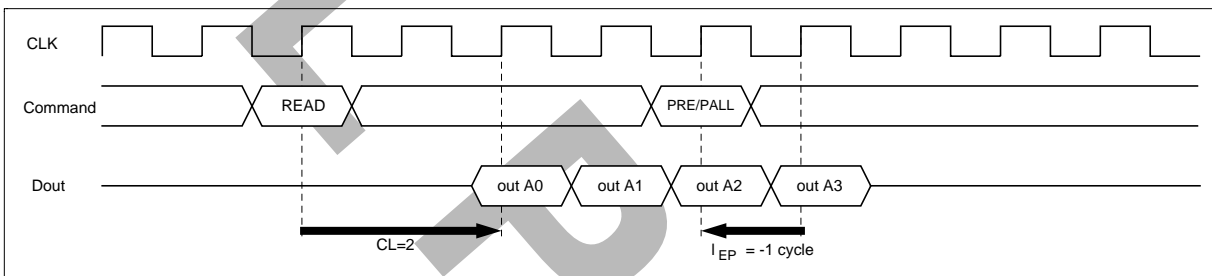 CLK
Command
READ
PRE/PALL
Dout
out A0
out A1
out A2
out A3
CL=2
l EP = -1 cycle